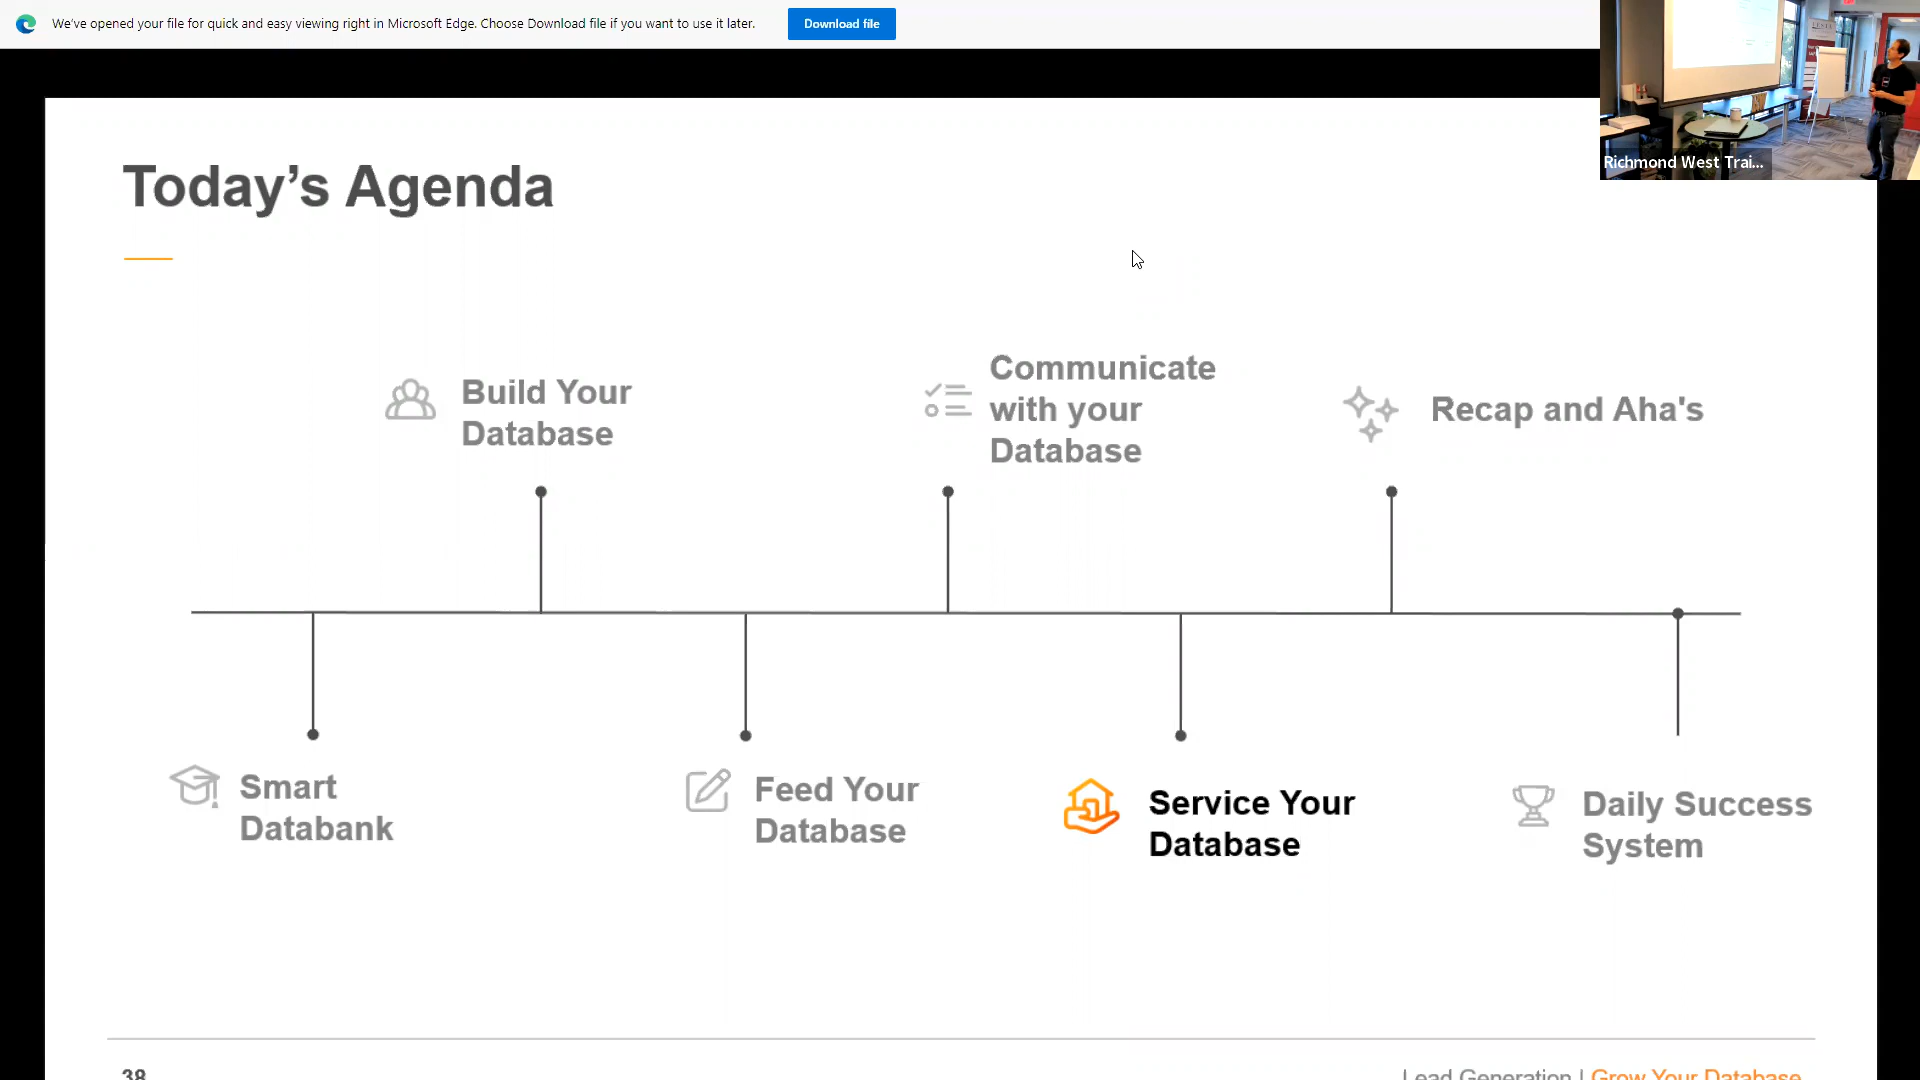 We've opened your file for quick and easy viewing right in Microsoft Edge. Choose Download file if you want to use it later.
Download file
Richmond West Trai...
Today's Agenda
Build Your
Database
Communicate
with your
Database
Recap and Aha's
Smart
Databank
Feed Your
Database
Service Your
Database
Daily Success
System
38
Lead Generation | Grow Your Database